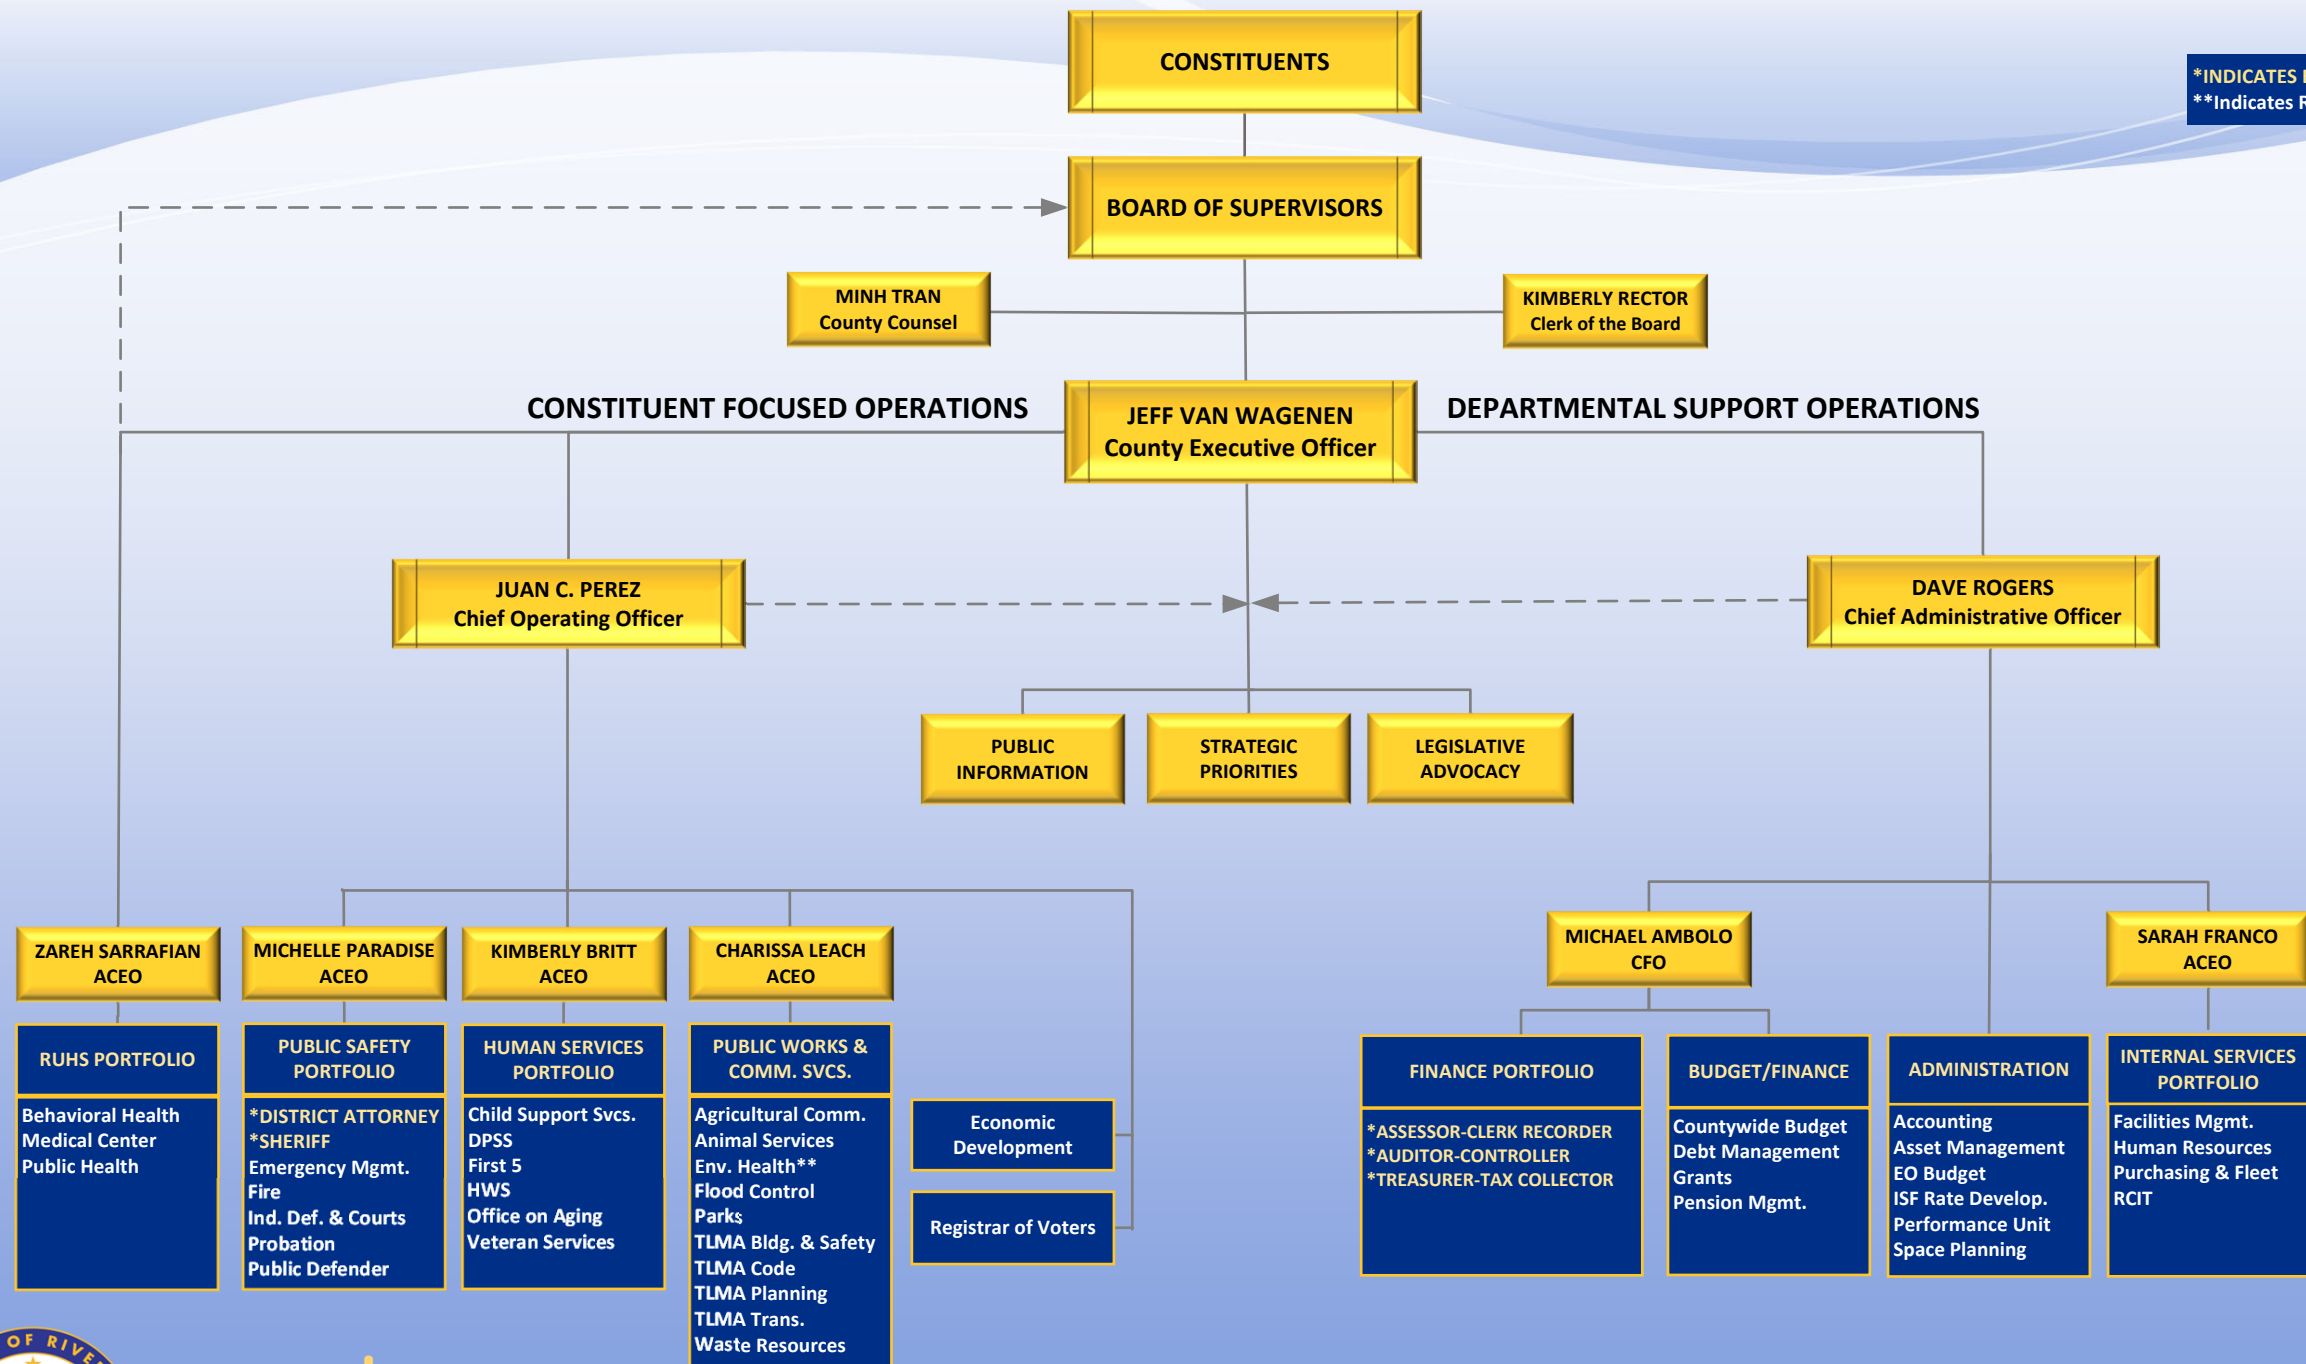 CONSTITUENTS
*INDICATES
**Indicates
BOARD OF SUPERVISORS
MINH TRAN
County Counsel
KIMBERLY RECTOR
Clerk of the Board
CONSTITUENT FOCUSED OPERATIONS
JEFF VAN WAGENEN
County Executive Officer
DEPARTMENTAL SUPPORT OPERATIONS
JUAN C. PEREZ
Chief Operating Officer
DAVE ROGERS
Chief Administrative Officer
PUBLIC
INFORMATION
STRATEGIC
PRIORITIES
LEGISLATIVE
ADVOCACY
ZAREH SARRAFIAN
ACEO
MICHELLE PARADISE
ACEO
KIMBERLY BRITT
ACEO
CHARISSA LEACH
ACEO
MICHAEL AMBOLO
CFO
SARAH FRANCO
ACEO
RUHS PORTFOLIO
Behavioral Health
Medical Center
Public Health
PUBLIC SAFETY
PORTFOLIO
*DISTRICT ATTORNEY
*SHERIFF
Emergency Mgmt.
Fire
Ind. Def. & Courts
Probation
Public Defender
HUMAN SERVICES
PORTFOLIO
Child Support Svcs.
DPSS
First 5
HWS
Office on Aging
Veteran Services
PUBLIC WORKS &
COMM. SVCS.
Agricultural Comm.
Animal Services
Env. Health**
Flood Control
Parks
TLMA Bldg. & Safety
TLMA Code
TLMA Planning
TLMA Trans.
Waste Resources
Economic
Development
Registrar of Voters
FINANCE PORTFOLIO
*ASSESSOR-CLERK RECORDER
*AUDITOR-CONTROLLER
*TREASURER-TAX COLLECTOR
BUDGET/FINANCE
Countywide Budget
Debt Management
Grants
Pension Mgmt.
ADMINISTRATION
Accounting
Asset Management
EO Budget
ISF Rate Develop.
Performance Unit
Space Planning
INTERNAL SERVICES
PORTFOLIO
Facilities Mgmt.
Human Resources
Purchasing & Fleet
RCIT
OF